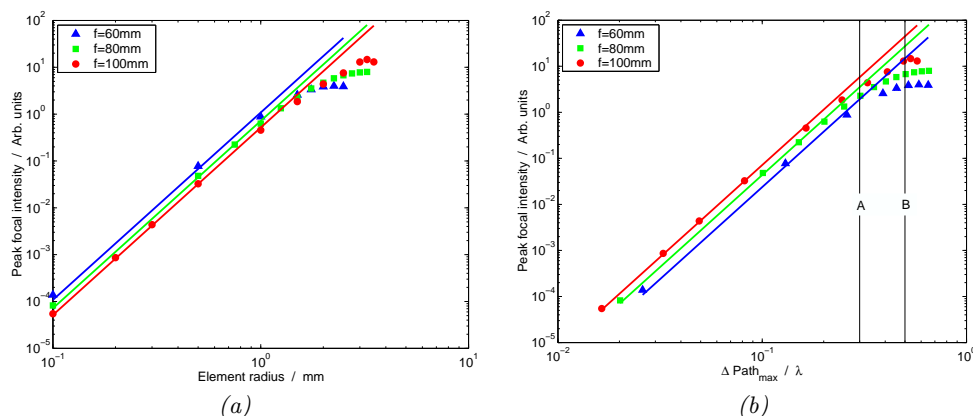 10^2
10^1
10^0
10^-1
10^-2
10^-3
10^-4
10^-5
Peak focal intensity / Arb. units
f=60mm
f=80mm
f=100mm
10^-1
10^0
10^1
Element radius / mm
(a)
10^2
10^1
10^0
10^-1
10^-2
10^-3
10^-4
10^-5
Peak focal intensity / Arb. units
f=60mm
f=80mm
f=100mm
A
B
10^-2
10^-1
10^0
Δ Path_max / λ
(b)